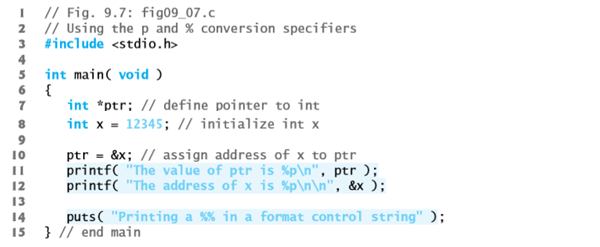 1 // Fig. 9.7: fig09_07.c
2 // Using the p and % conversion specifiers
3 #include <stdio.h>
4
5 int main( void )
6 {
7 int *ptr; // define pointer to int
8 int x = 12345; // initialize int x
9
10 ptr = &x; // assign address of x to ptr
11 printf( "The value of ptr is %p\n", ptr );
12 printf( "The address of x is %p\n\n", &x );
13
14 puts( "Printing a %% in a format control string" );
15 } // end main